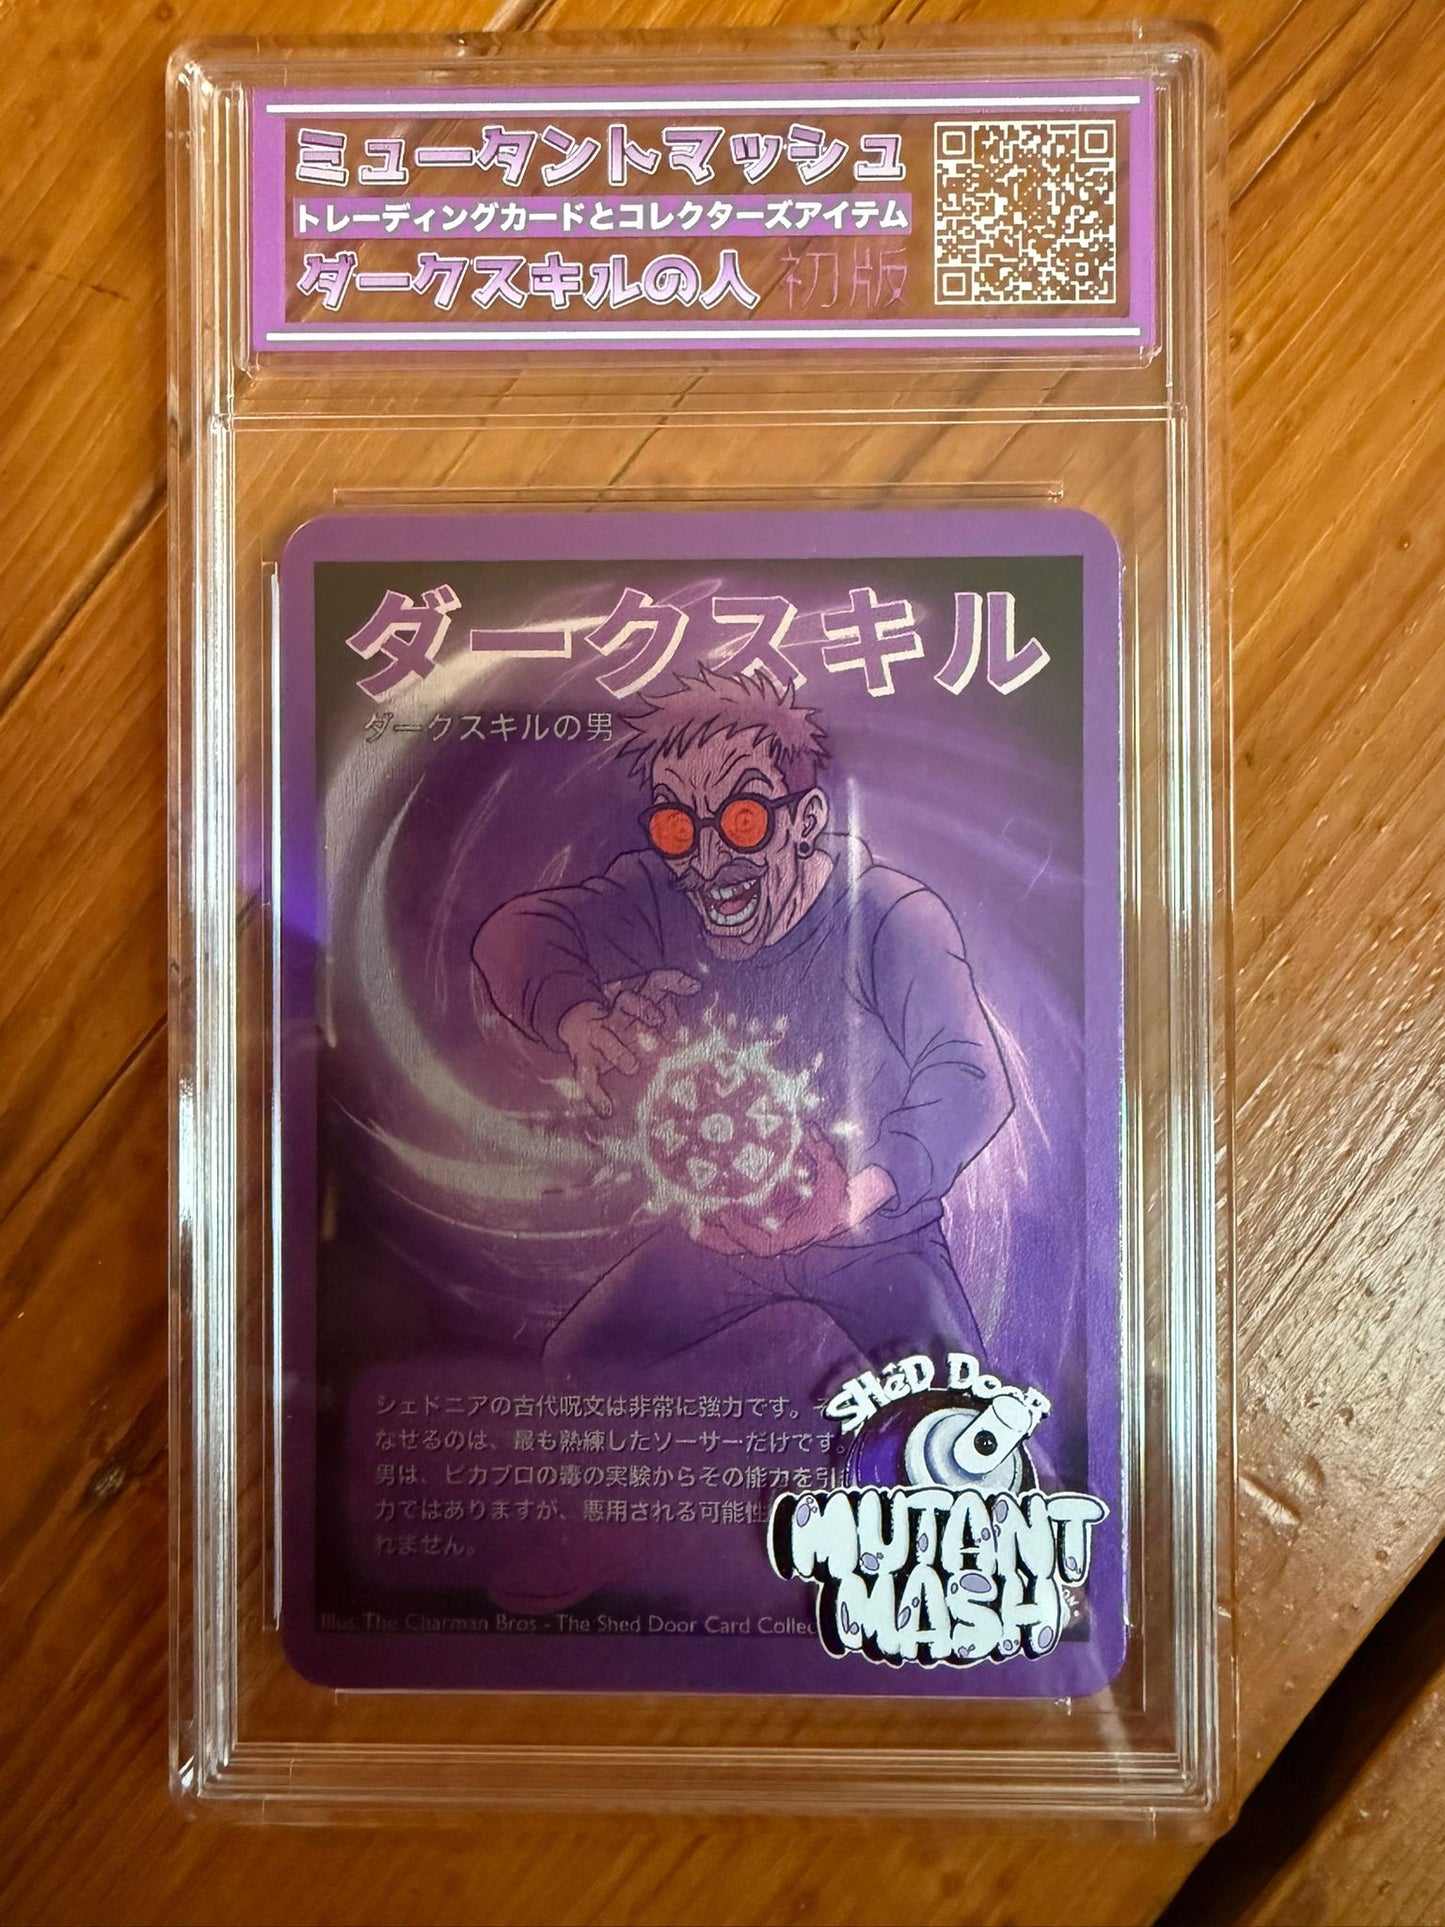 ミュータントマッシュ
トレーディングカードとコレクターズアイテム
ダークスキルの人 初版
ダークスキル
ダークスキルの男
シェドニアの古代呪文は非常に強力です。そ
なせるのは、最も熟練したソーサーだけです。
男は、ピカブロの毒の実験からその能力を引
力ではありますが、悪用される可能性
れません。
SHED DOOR
MUTANT
MASH
Illus The Charman Bros - The Shed Door Card Collec